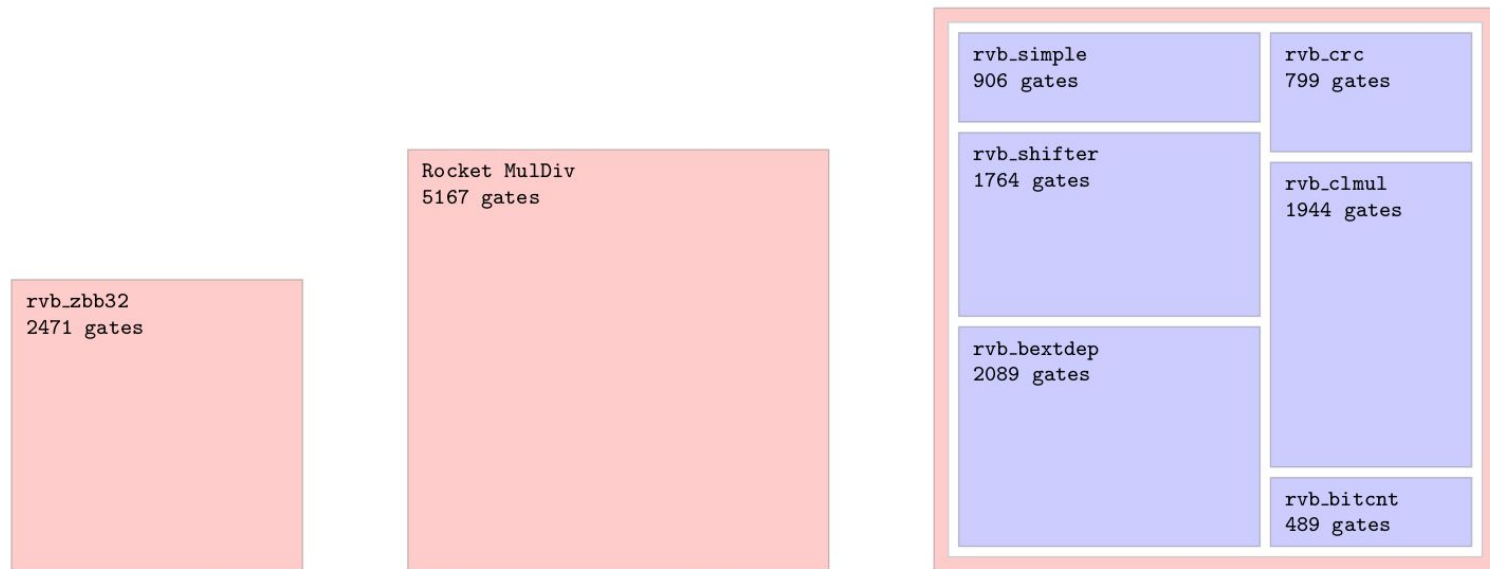 rvb_zbb32
2471 gates
Rocket MulDiv
5167 gates
rvb_simple
906 gates
rvb_shifter
1764 gates
rvb_bextdep
2089 gates
rvb_crc
799 gates
rvb_clmul
1944 gates
rvb_bitcnt
489 gates